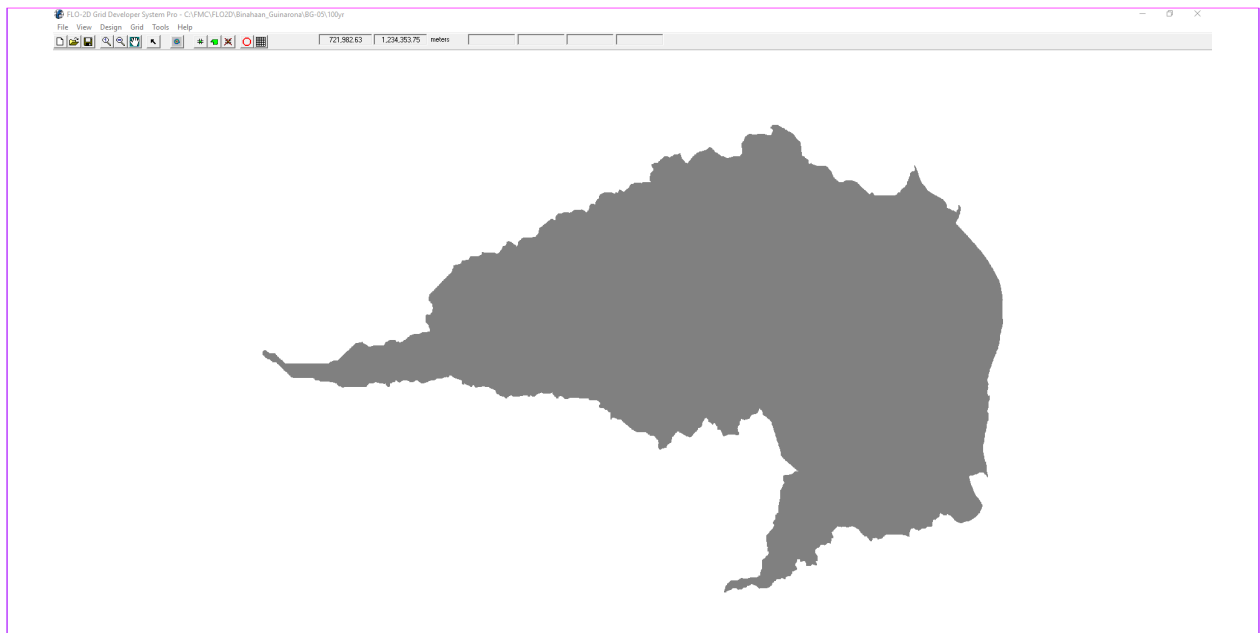 FLO-2D Grid Developer System Pro - C:\FMC\FLO2D\Binahaan_Guinarona\BG-05\100yr
File View Design Grid Tools Help
721,982.63 1,234,353.75 meters